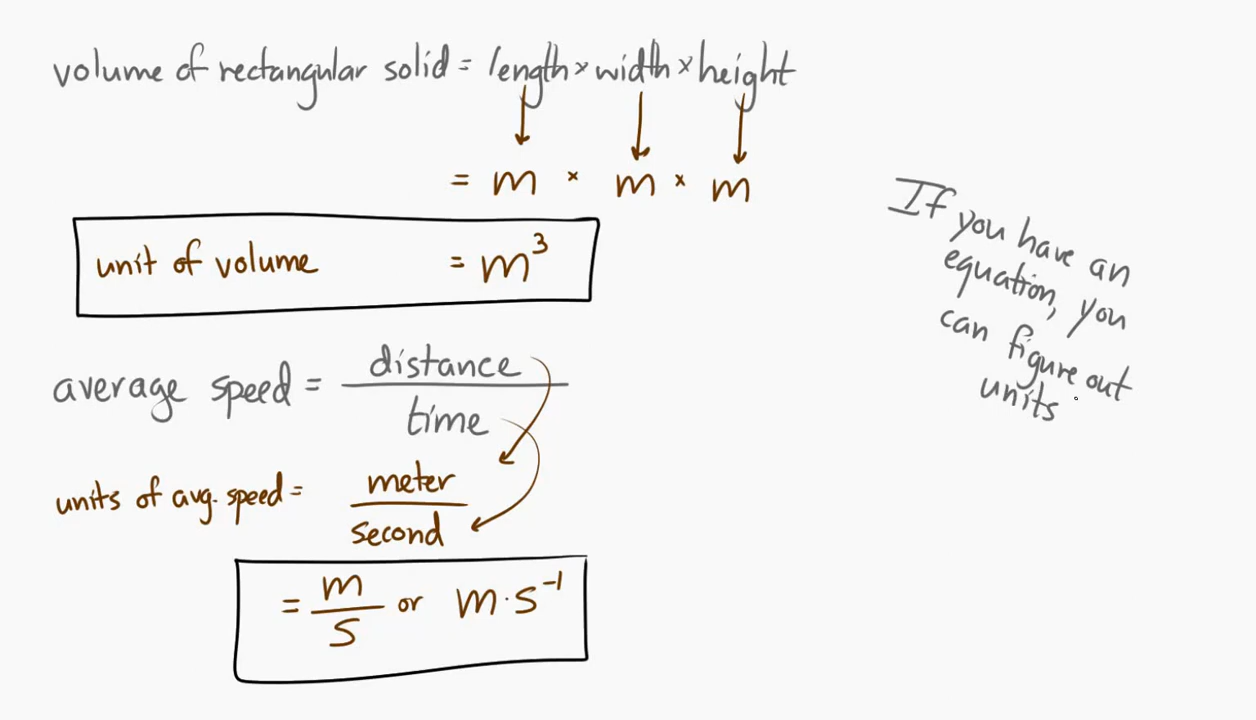 volume of rectangular solid = length × width × height
= m × m × m
unit of volume = m³
average speed = distance / time
units of avg. speed = meter / second
= m / s or m · s⁻¹
If you have an
equation, you
can figure out
units